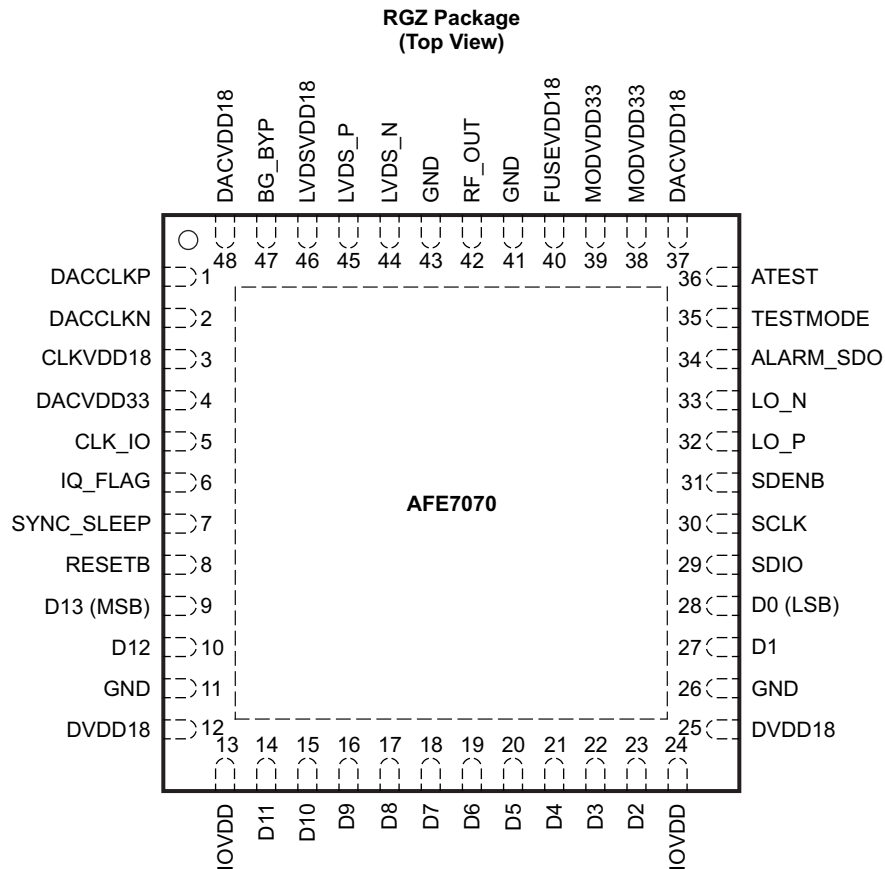 RGZ Package
(Top View)
DACVDD18
BG_BYP
LVDSVDD18
LVDS_P
LVDS_N
GND
RF_OUT
GND
FUSEVDD18
MODVDD33
MODVDD33
DACVDD18
48 47 46 45 44 43 42 41 40 39 38 37
DACCLKP 1 36 ATEST
DACCLKN 2 35 TESTMODE
CLKVDD18 3 34 ALARM_SDO
DACVDD33 4 33 LO_N
CLK_IO 5 32 LO_P
IQ_FLAG 6 31 SDENB
AFE7070
SYNC_SLEEP 7 30 SCLK
RESETB 8 29 SDIO
D13 (MSB) 9 28 D0 (LSB)
D12 10 27 D1
GND 11 26 GND
DVDD18 12 25 DVDD18
13 14 15 16 17 18 19 20 21 22 23 24
IOVDD
D11
D10
D9
D8
D7
D6
D5
D4
D3
D2
IOVDD